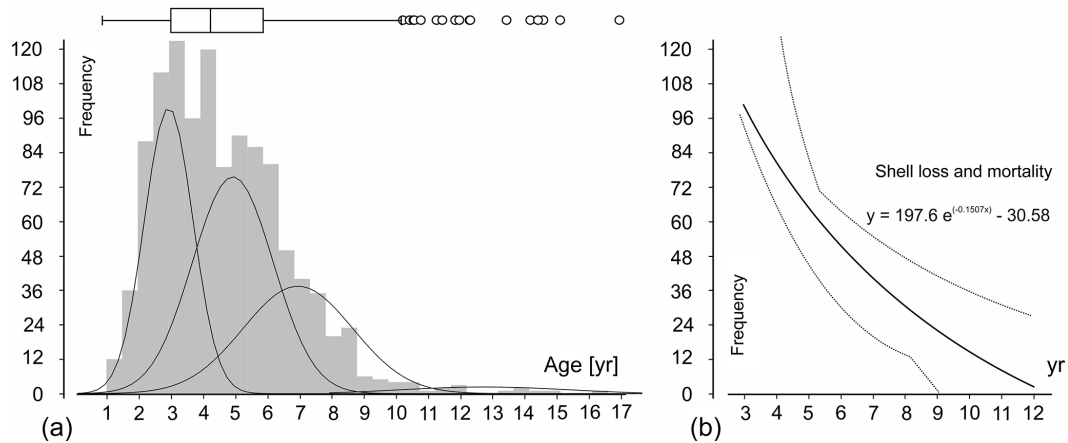 120
108
96
84
72
60
48
36
24
12
0
Frequency
Age [yr]
1 2 3 4 5 6 7 8 9 10 11 12 13 14 15 16 17
(a)
120
108
96
84
72
60
48
36
24
12
0
Frequency
Shell loss and mortality
y = 197.6 e(-0.1507x) - 30.58
yr
3 4 5 6 7 8 9 10 11 12
(b)